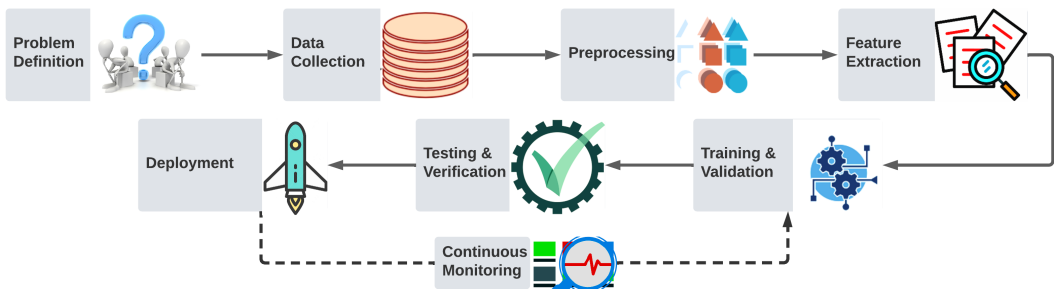 Problem
Definition
Data
Collection
Preprocessing
Feature
Extraction
Deployment
Testing &
Verification
Training &
Validation
Continuous
Monitoring